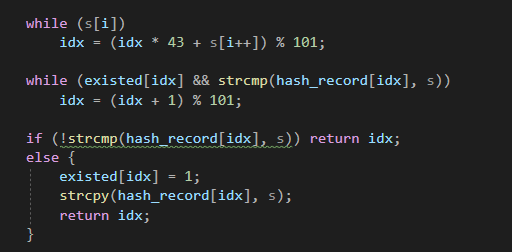 while (s[i])
    idx = (idx * 43 + s[i++]) % 101;

while (existed[idx] && strcmp(hash_record[idx], s))
    idx = (idx + 1) % 101;

if (!strcmp(hash_record[idx], s)) return idx;
else {
    existed[idx] = 1;
    strcpy(hash_record[idx], s);
    return idx;
}